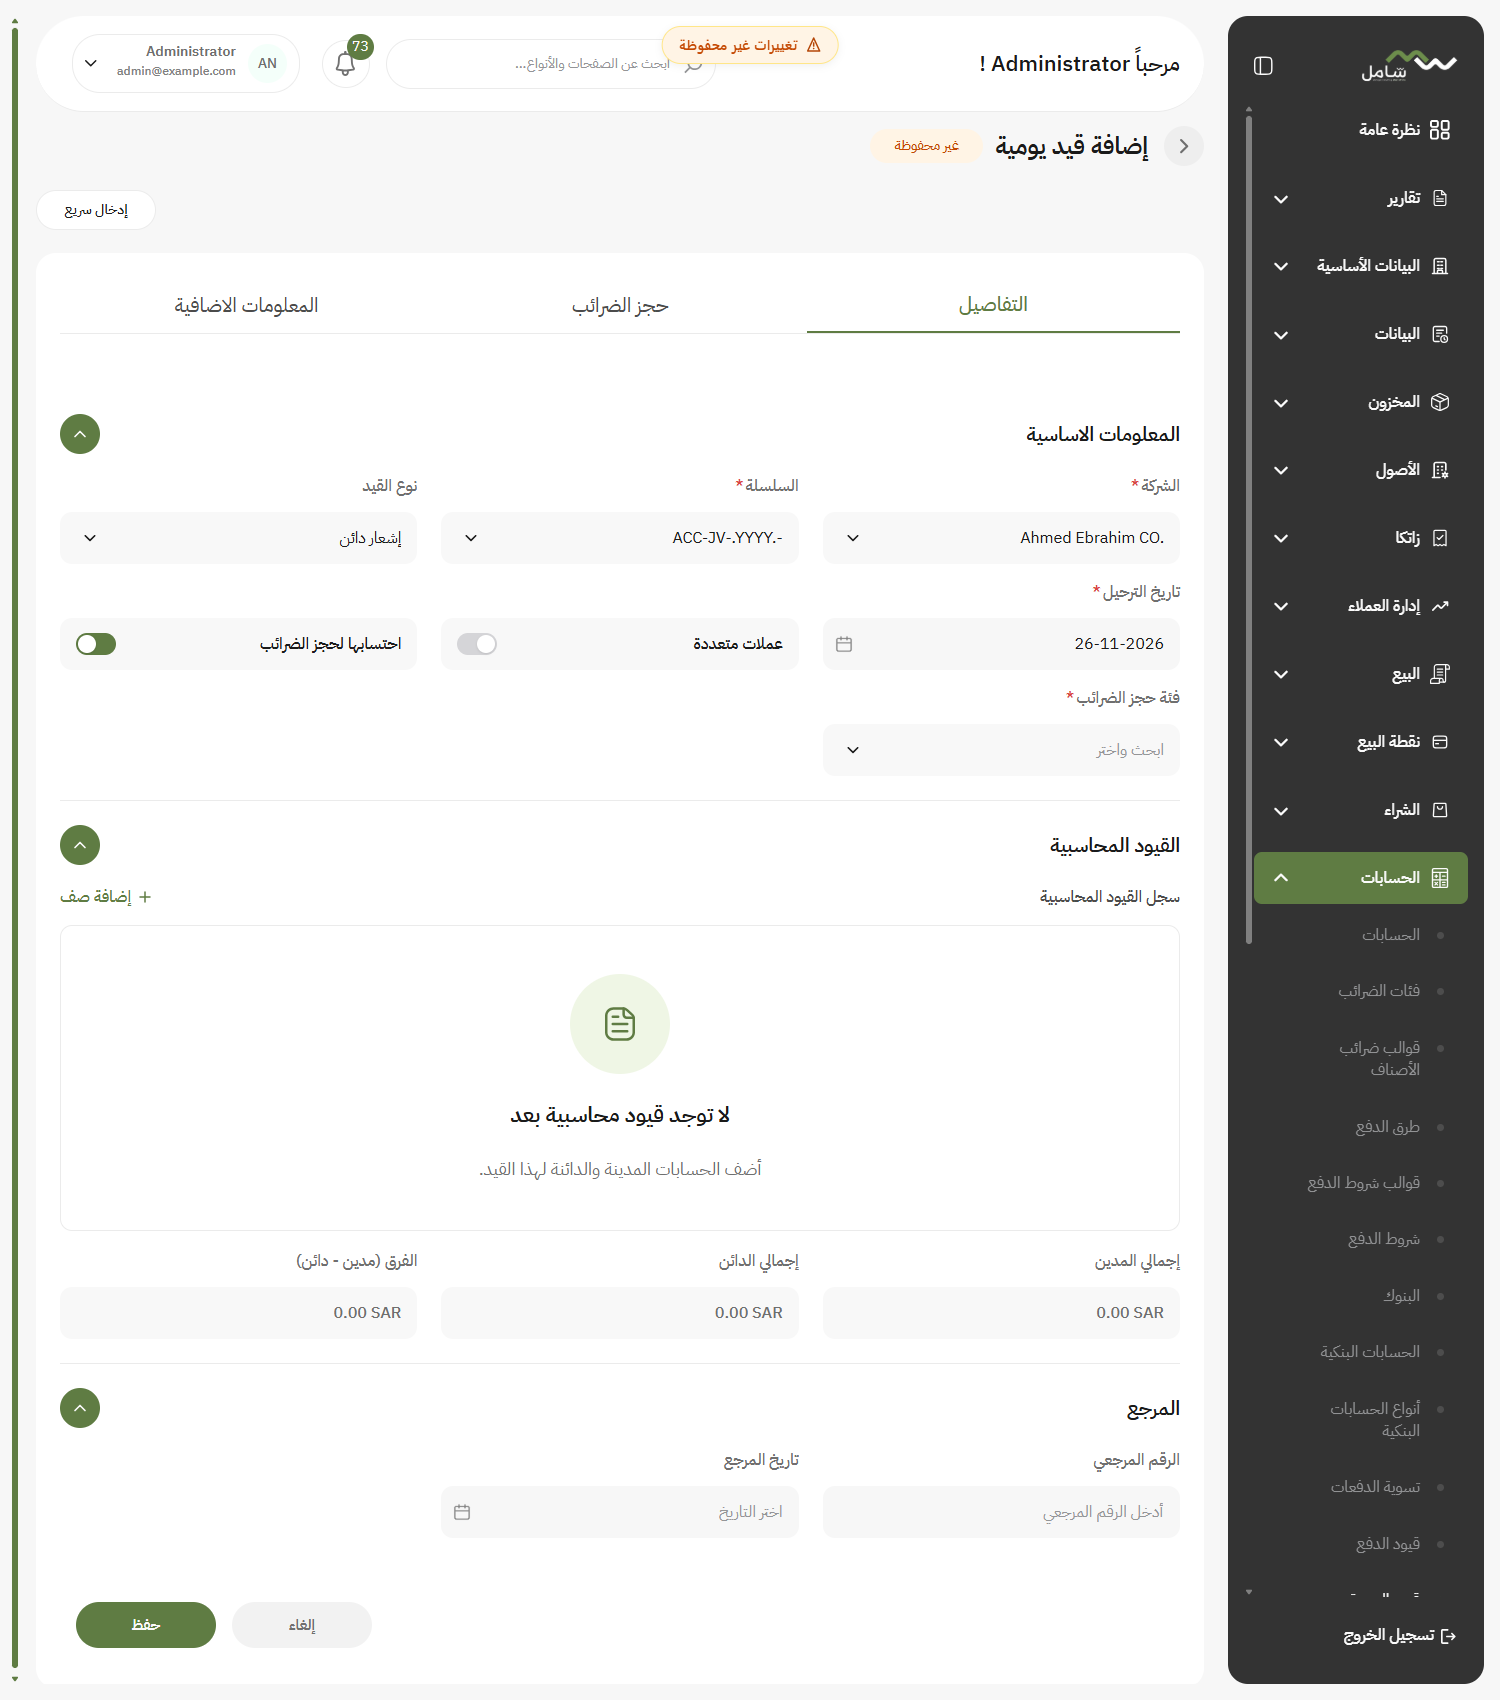 شامل
نظرة عامة
تقارير
البيانات الأساسية
البيانات
المخزون
الأصول
زاتكا
إدارة العملاء
البيع
نقطة البيع
الشراء
الحسابات
الحسابات
فئات الضرائب
قوالب ضرائب
الأصناف
طرق الدفع
قوالب شروط الدفع
شروط الدفع
البنوك
الحسابات البنكية
أنواع الحسابات
البنكية
تسوية الدفعات
قيود الدفع
تسجيل الخروج
مرحباً Administrator !
تغييرات غير محفوظة
ابحث عن الصفحات والأنواع...
73
AN
Administrator
admin@example.com
إضافة قيد يومية
غير محفوظة
إدخال سريع
التفاصيل
حجز الضرائب
المعلومات الاضافية
المعلومات الاساسية
الشركة *
السلسلة *
نوع القيد
Ahmed Ebrahim CO.
ACC-JV-.YYYY.-
إشعار دائن
تاريخ الترحيل *
26-11-2026
عملات متعددة
احتسابها لحجز الضرائب
فئة حجز الضرائب *
ابحث واختر
القيود المحاسبية
سجل القيود المحاسبية
+ إضافة صف
لا توجد قيود محاسبية بعد
أضف الحسابات المدينة والدائنة لهذا القيد.
إجمالي المدين
إجمالي الدائن
الفرق (مدين - دائن)
0.00 SAR
0.00 SAR
0.00 SAR
المرجع
الرقم المرجعي
تاريخ المرجع
أدخل الرقم المرجعي
اختر التاريخ
إلغاء
حفظ